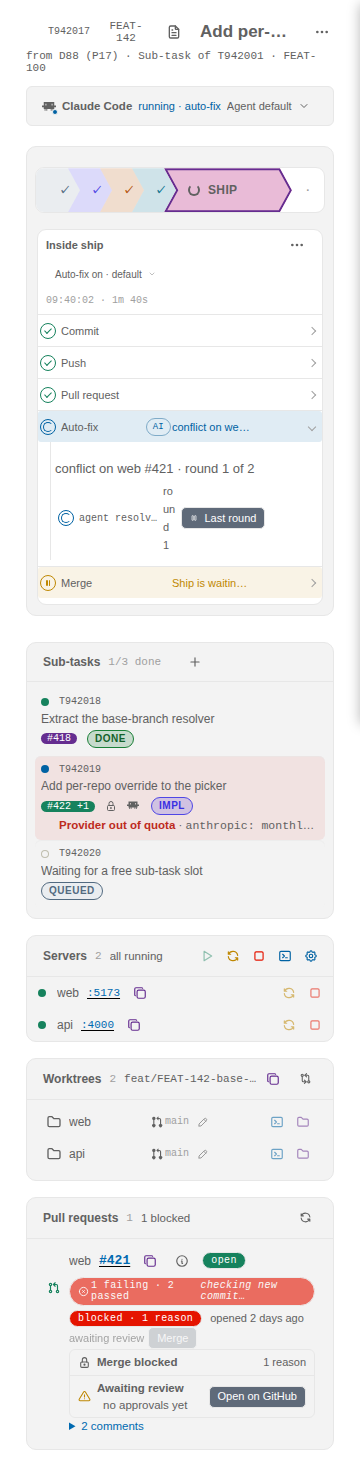 T942017 FEAT-142 Add per-…
from D88 (P17) · Sub-task of T942001 · FEAT-100
Claude Code running · auto-fix Agent default
SHIP
Inside ship
Auto-fix on · default
09:40:02 · 1m 40s
Commit
Push
Pull request
Auto-fix AI conflict on we…
conflict on web #421 · round 1 of 2
agent resolv… round 1 Last round
Merge Ship is waitin…
Sub-tasks 1/3 done
T942018
Extract the base-branch resolver
#418 DONE
T942019
Add per-repo override to the picker
#422 +1 IMPL
Provider out of quota · anthropic: monthl…
T942020
Waiting for a free sub-task slot
QUEUED
Servers 2 all running
web :5173
api :4000
Worktrees 2 feat/FEAT-142-base-…
web main
api main
Pull requests 1 1 blocked
web #421 open
1 failing · 2 passed checking new commit…
blocked · 1 reason opened 2 days ago
awaiting review Merge
Merge blocked 1 reason
Awaiting review
no approvals yet Open on GitHub
2 comments